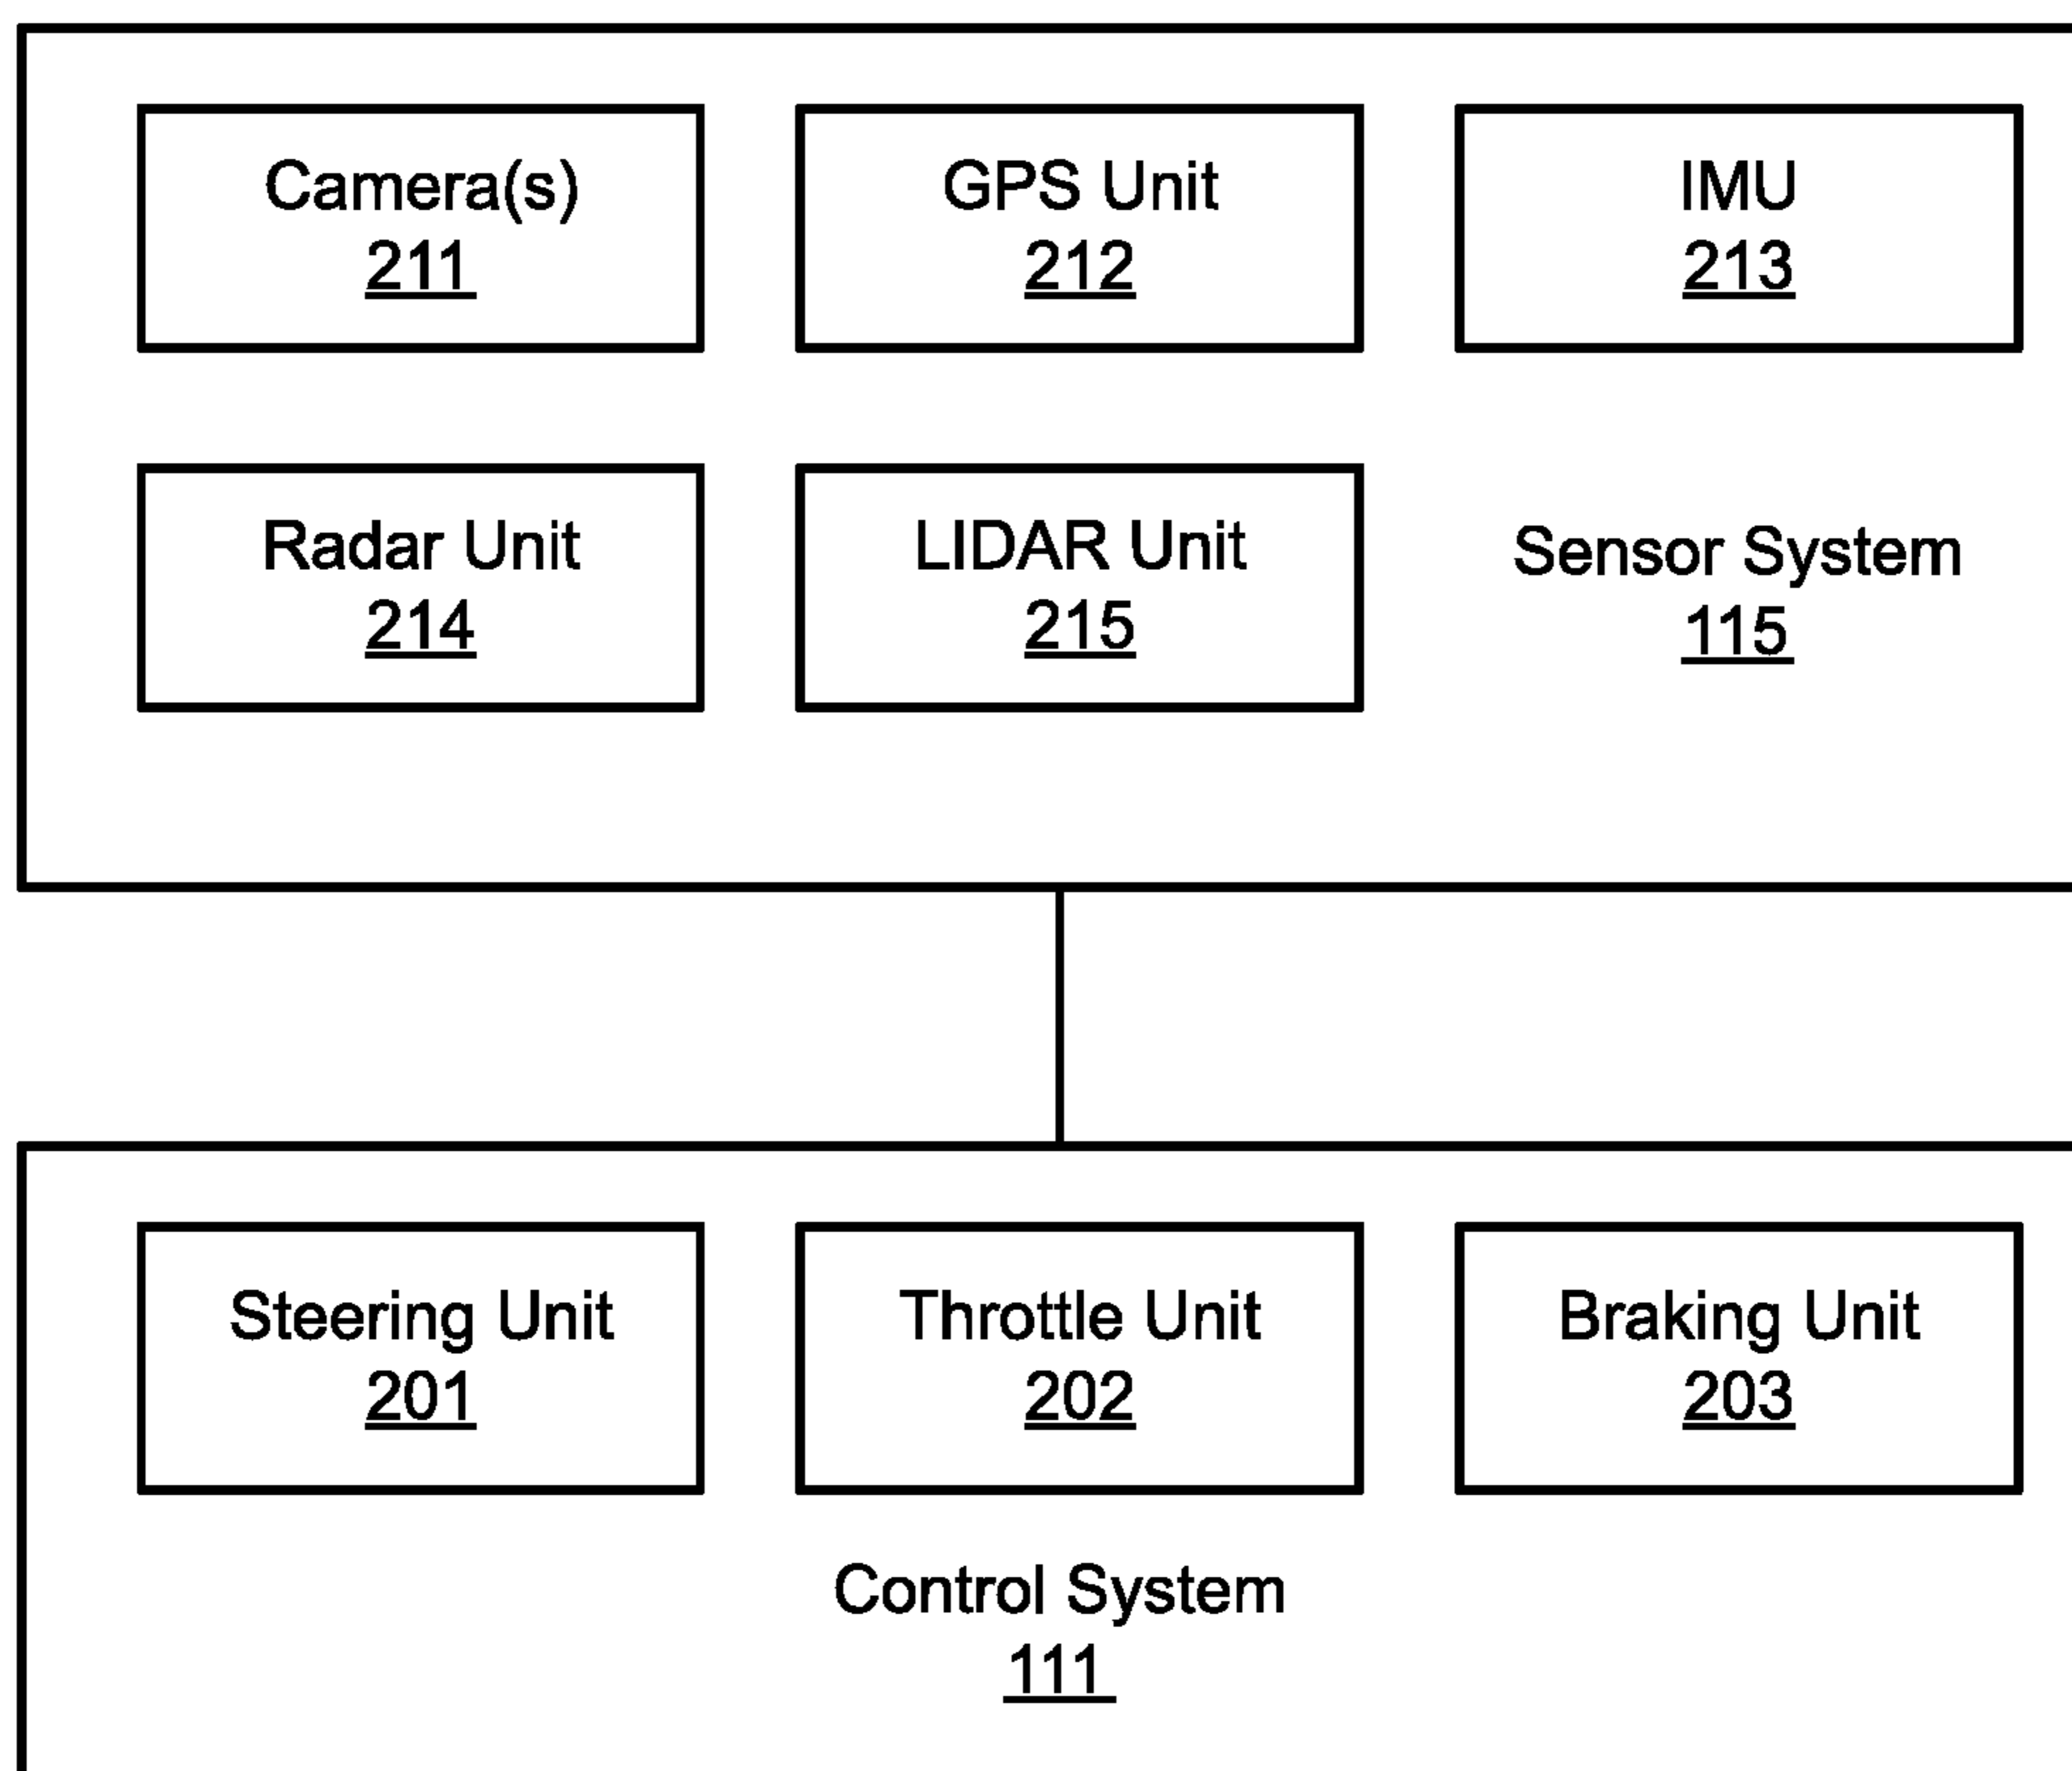 Camera(s)
211
GPS Unit
212
IMU
213
Radar Unit
214
LIDAR Unit
215
Sensor System
115
Steering Unit
201
Throttle Unit
202
Braking Unit
203
Control System
111